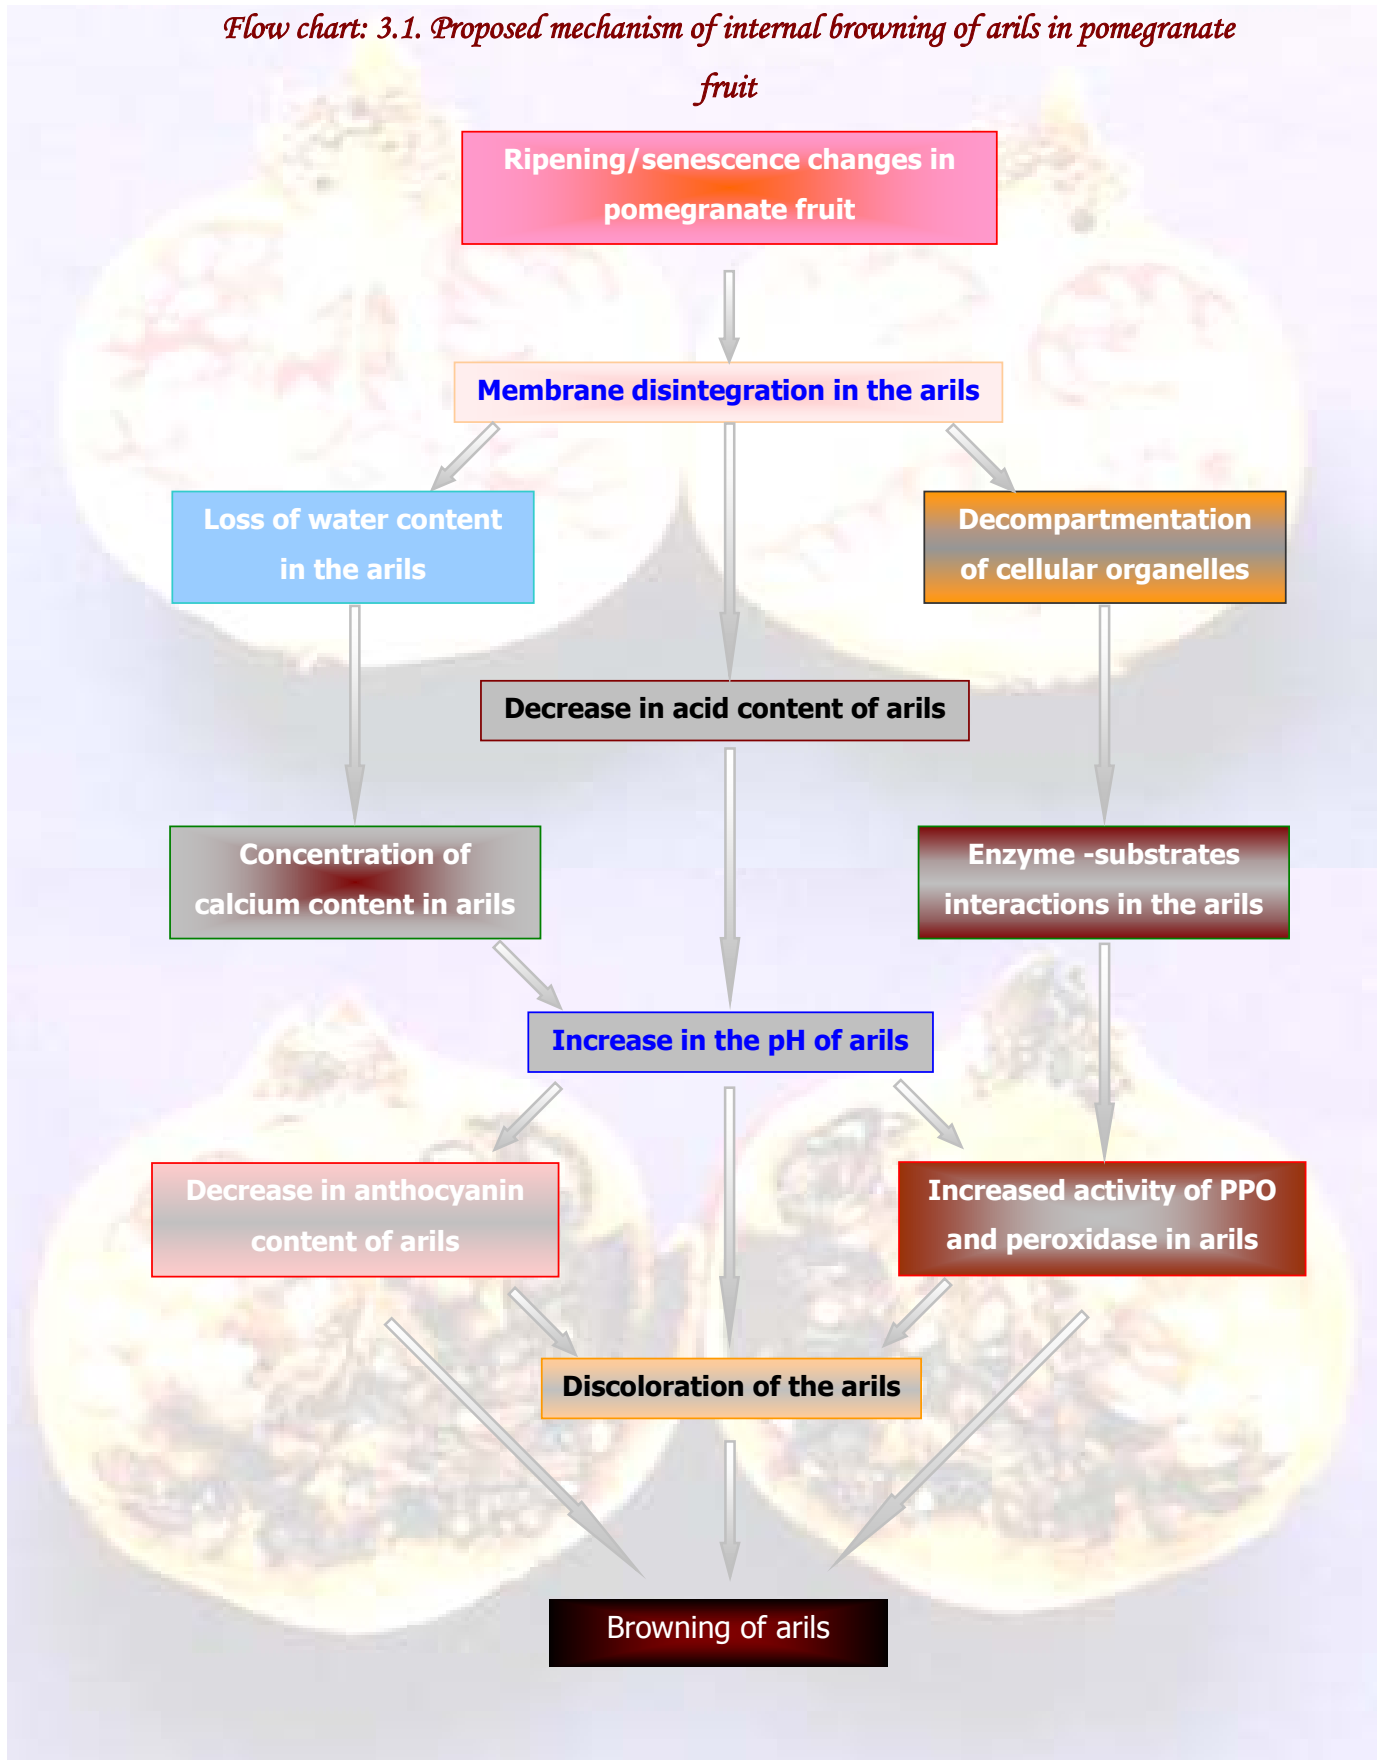 Flow chart: 3.1. Proposed mechanism of internal browning of arils in pomegranate
fruit
Ripening/senescence changes in
pomegranate fruit
Membrane disintegration in the arils
Loss of water content
in the arils
Decompartmentation
of cellular organelles
Decrease in acid content of arils
Concentration of
calcium content in arils
Enzyme -substrates
interactions in the arils
Increase in the pH of arils
Decrease in anthocyanin
content of arils
Increased activity of PPO
and peroxidase in arils
Discoloration of the arils
Browning of arils